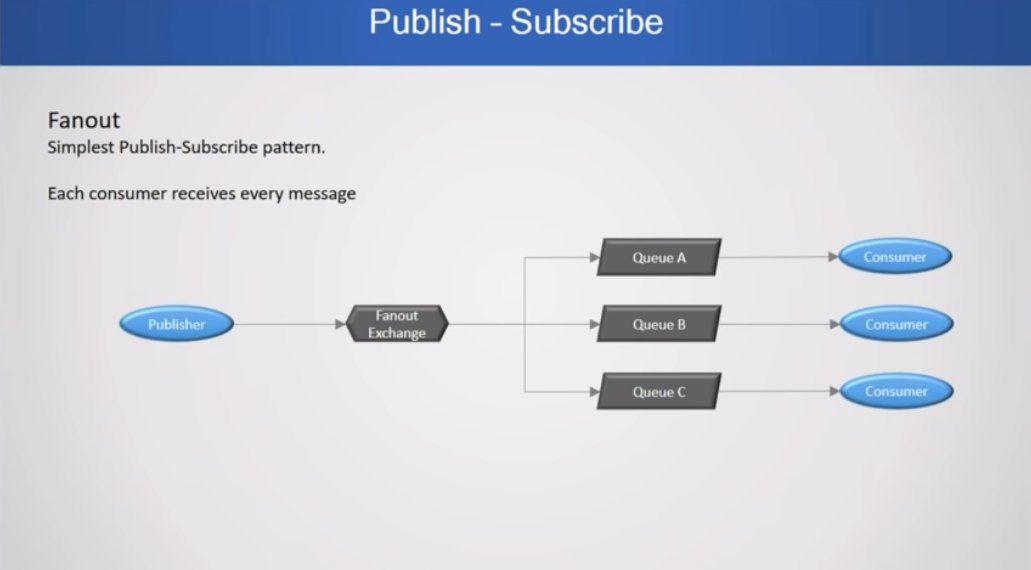 Publish - Subscribe
Fanout
Simplest Publish-Subscribe pattern.
Each consumer receives every message
Queue A
Consumer
Publisher
Fanout
Exchange
Queue B
Consumer
Queue C
Consumer